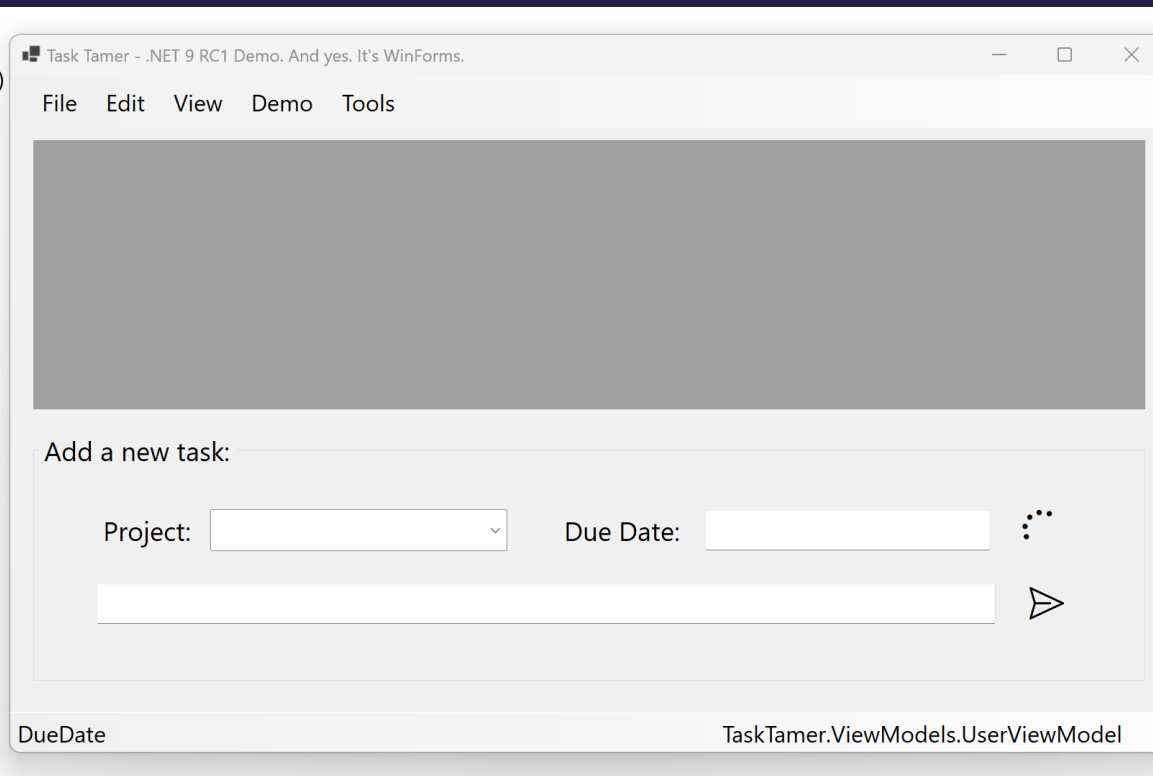 Task Tamer - .NET 9 RC1 Demo. And yes. It's WinForms.
)
File Edit View Demo Tools
Add a new task:
Project: Due Date:
DueDate TaskTamer.ViewModels.UserViewModel